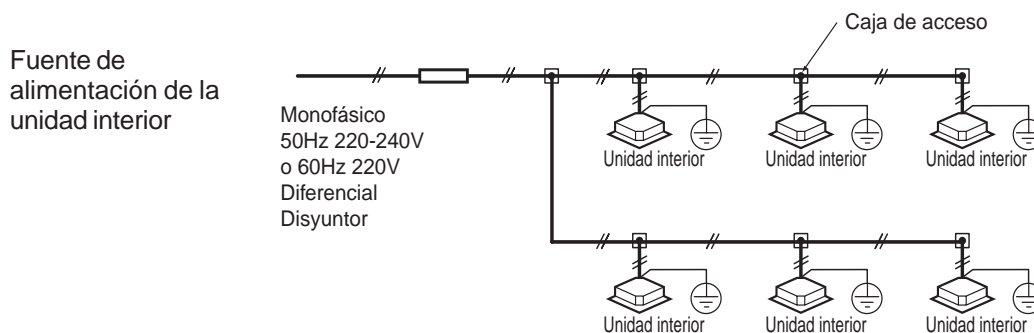 Caja de acceso
Fuente de
alimentación de la
unidad interior
Monofásico
50Hz 220-240V
o 60Hz 220V
Diferencial
Disyuntor
Unidad interior
Unidad interior
Unidad interior
Unidad interior
Unidad interior
Unidad interior